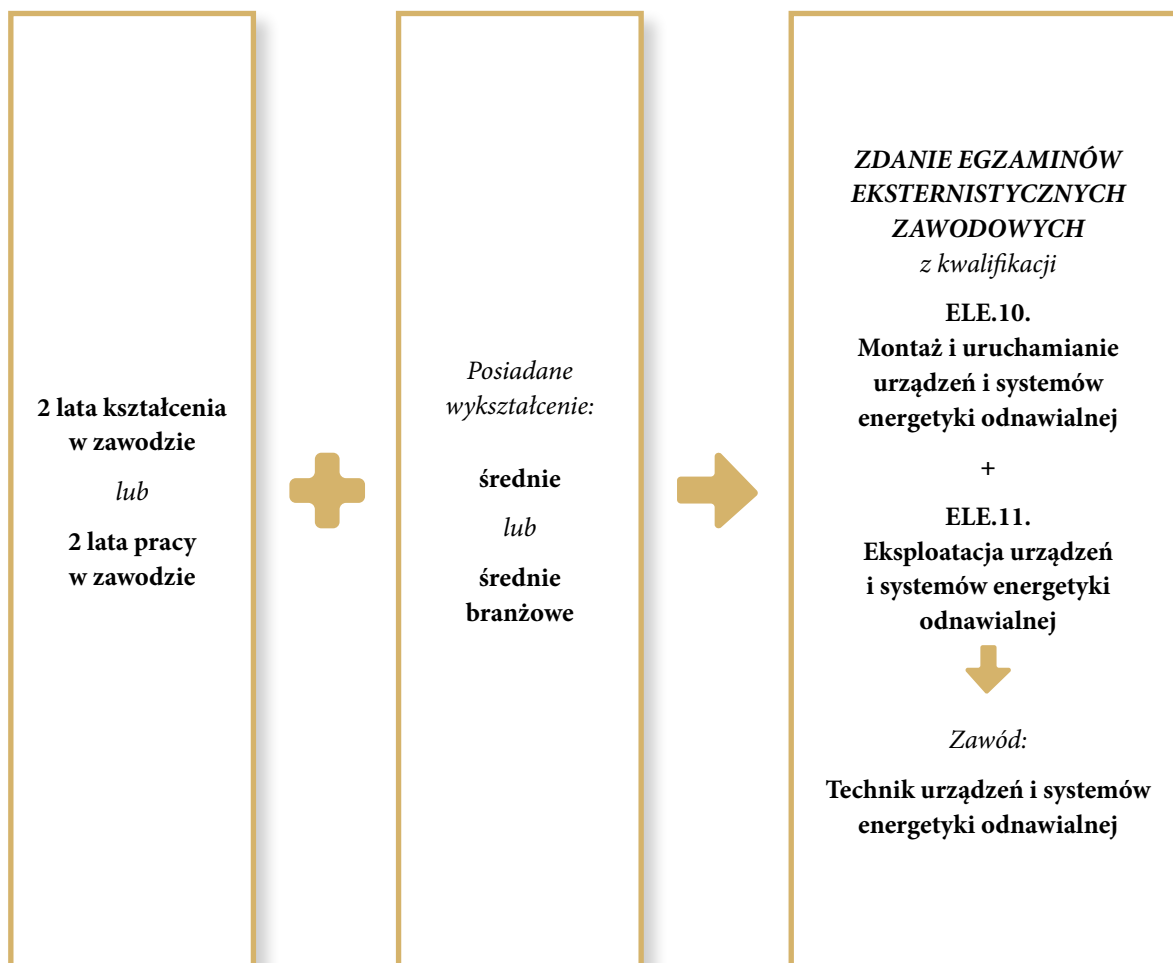 2 lata kształcenia
w zawodzie
lub
2 lata pracy
w zawodzie
Posiadane
wykształcenie:
średnie
lub
średnie
branżowe
ZDANIE EGZAMINÓW
EKSTERNISTYCZNYCH
ZAWODOWYCH
z kwalifikacji
ELE.10.
Montaż i uruchamianie
urządzeń i systemów
energetyki odnawialnej
+
ELE.11.
Eksploatacja urządzeń
i systemów energetyki
odnawialnej
Zawód:
Technik urządzeń i systemów
energetyki odnawialnej